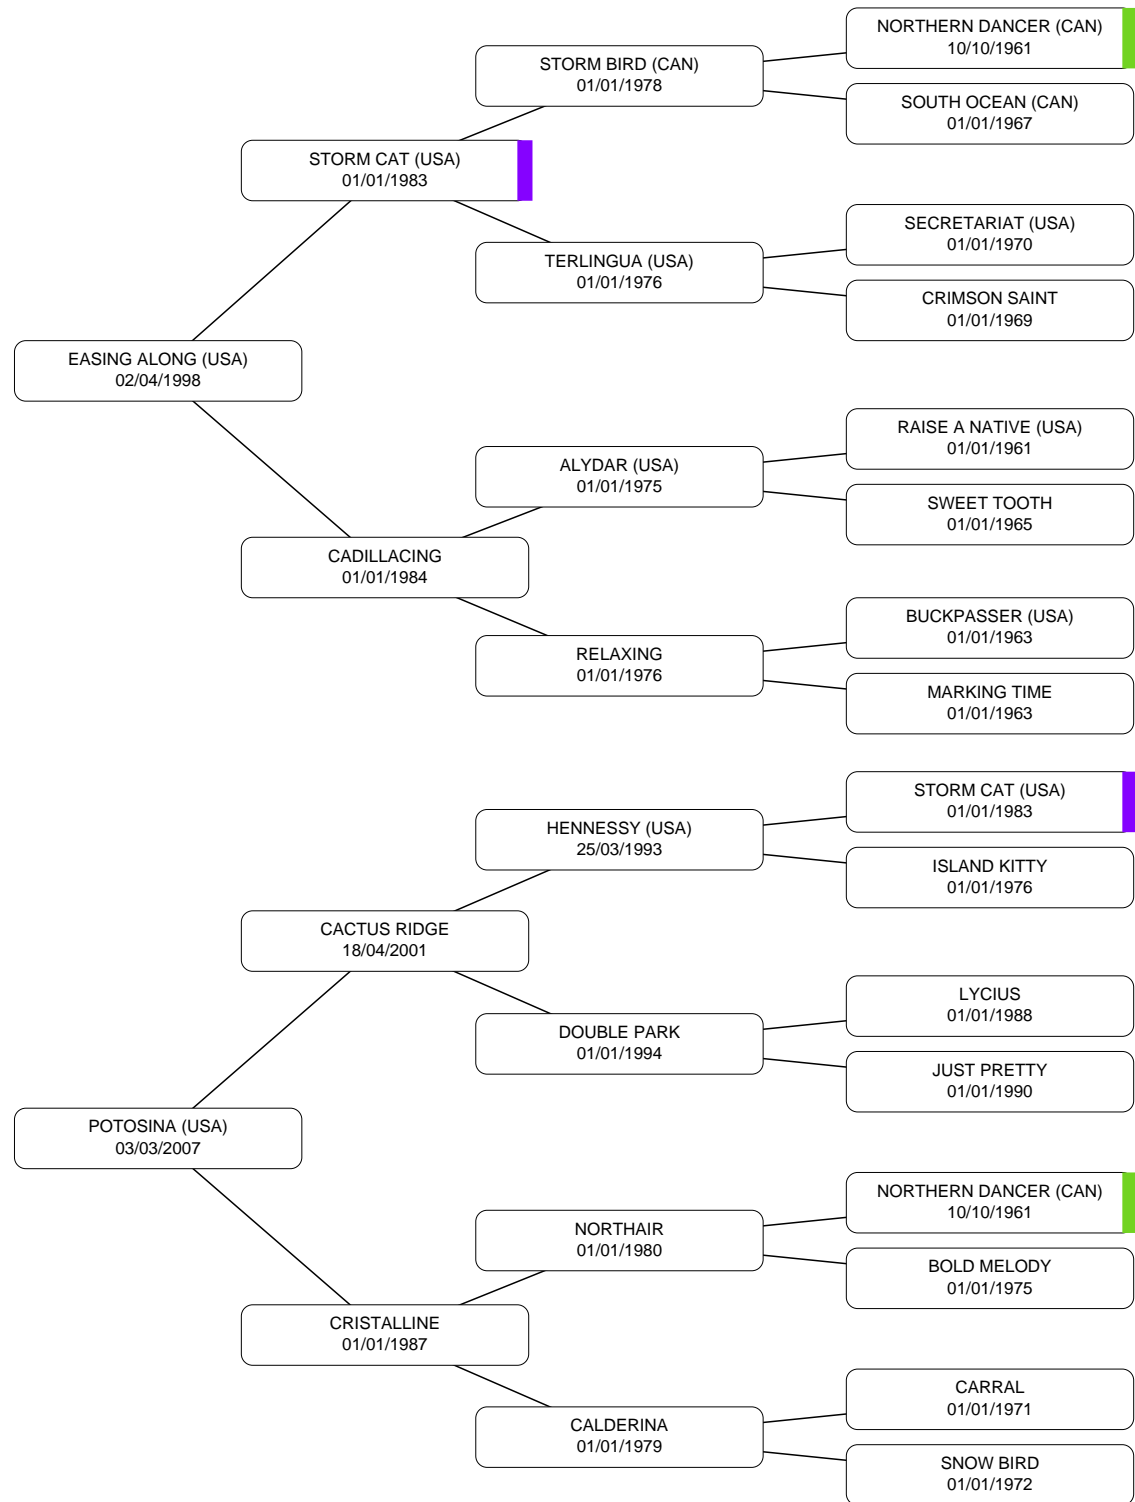 NORTHERN DANCER (CAN)
10/10/1961
STORM BIRD (CAN)
01/01/1978
SOUTH OCEAN (CAN)
01/01/1967
STORM CAT (USA)
01/01/1983
SECRETARIAT (USA)
01/01/1970
TERLINGUA (USA)
01/01/1976
CRIMSON SAINT
01/01/1969
EASING ALONG (USA)
02/04/1998
RAISE A NATIVE (USA)
01/01/1961
ALYDAR (USA)
01/01/1975
SWEET TOOTH
01/01/1965
CADILLACING
01/01/1984
BUCKPASSER (USA)
01/01/1963
RELAXING
01/01/1976
MARKING TIME
01/01/1963
STORM CAT (USA)
01/01/1983
HENNESSY (USA)
25/03/1993
ISLAND KITTY
01/01/1976
CACTUS RIDGE
18/04/2001
LYCIUS
01/01/1988
DOUBLE PARK
01/01/1994
JUST PRETTY
01/01/1990
POTOSINA (USA)
03/03/2007
NORTHERN DANCER (CAN)
10/10/1961
NORTHAIR
01/01/1980
BOLD MELODY
01/01/1975
CRISTALLINE
01/01/1987
CARRAL
01/01/1971
CALDERINA
01/01/1979
SNOW BIRD
01/01/1972